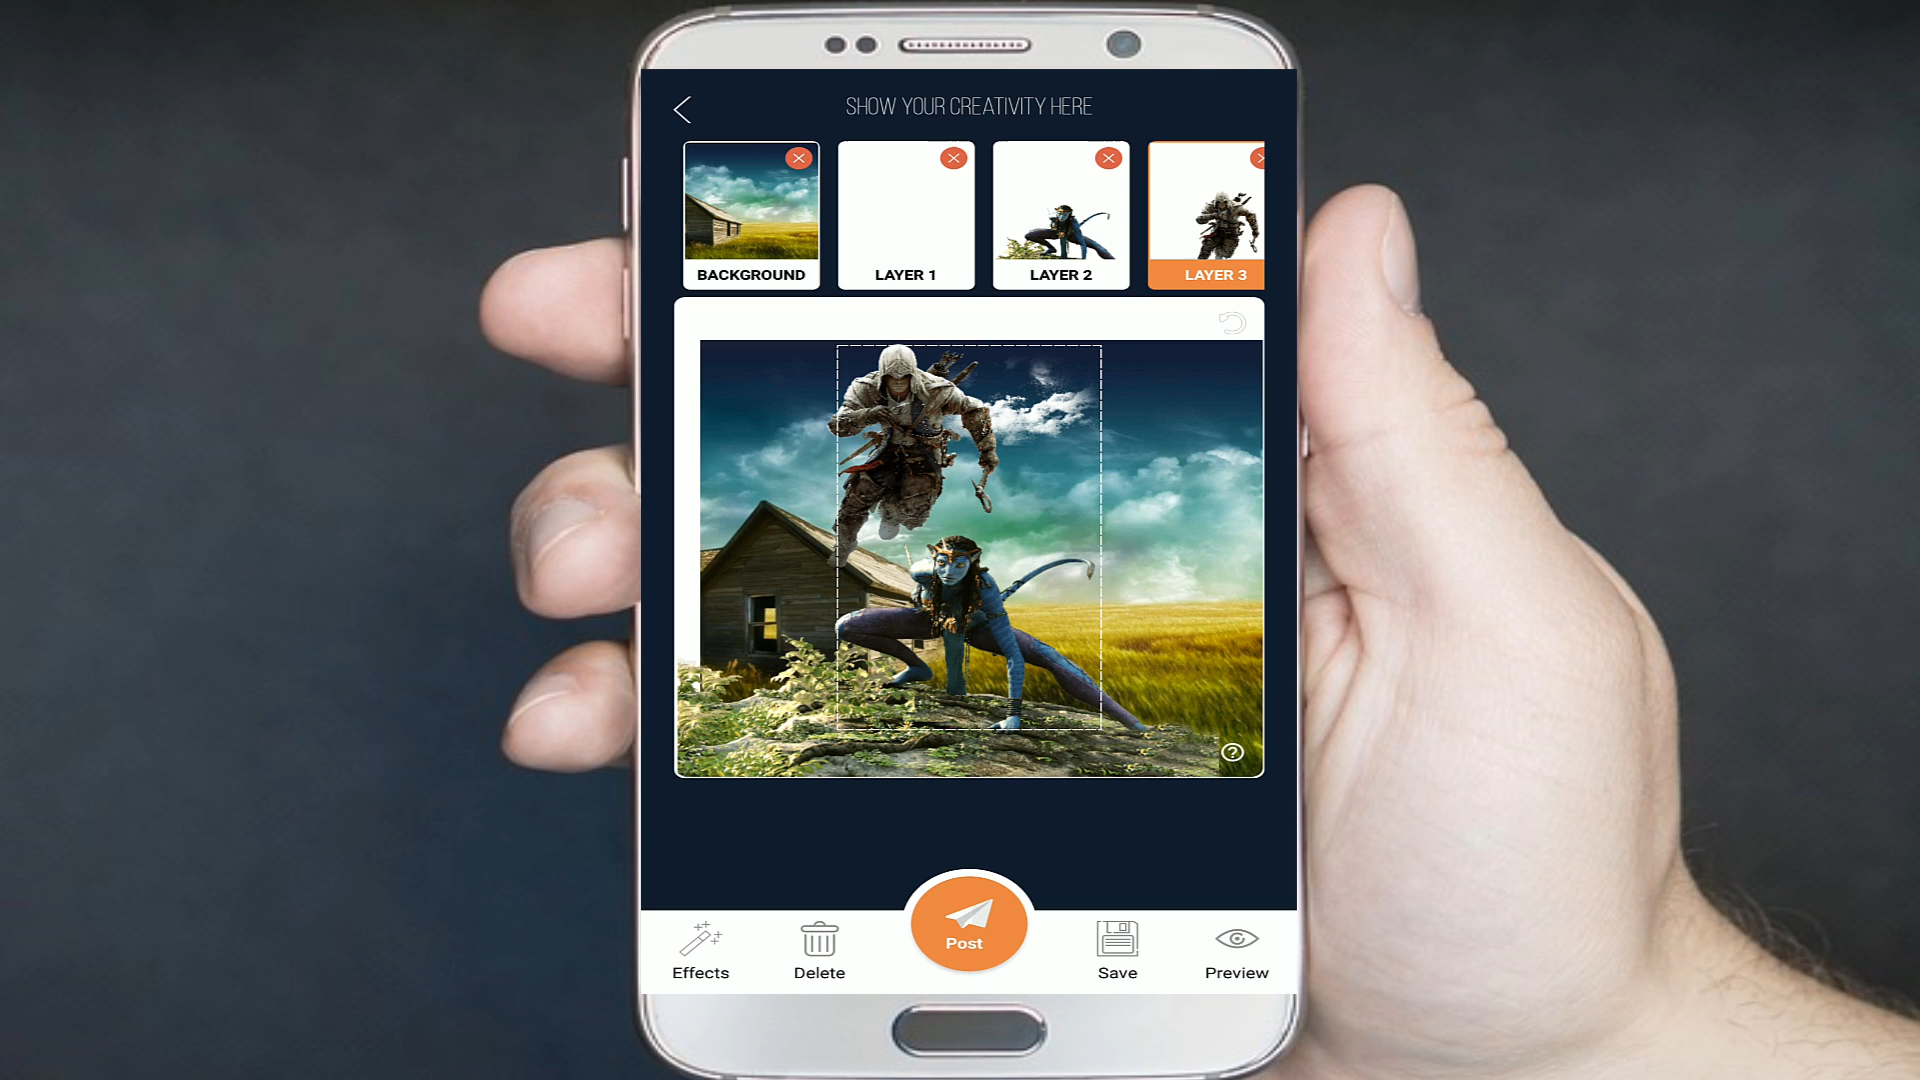 SHOW YOUR CREATIVITY HERE
BACKGROUND
LAYER 1
LAYER 2
LAYER 3
?
Post
Effects
Delete
Save
Preview